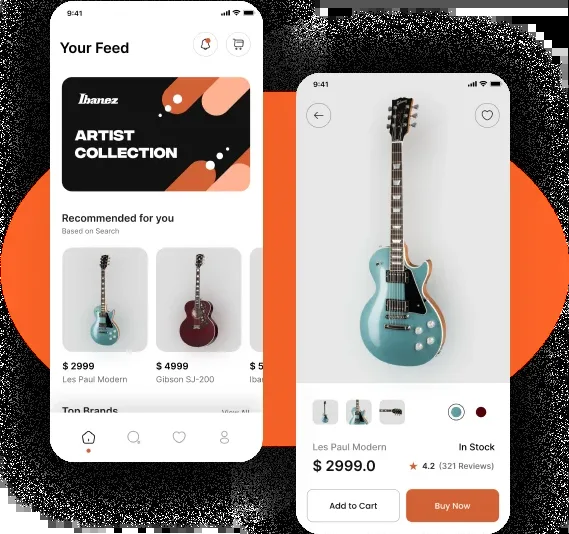 9:41
Your Feed
Ibanez
ARTIST
COLLECTION
Recommended for you
Based on Search
$ 2999
Les Paul Modern
$ 4999
Gibson SJ-200
$ 5
Iba
Top Brands
View All
9:41
Les Paul Modern
In Stock
$ 2999.0
4.2 (321 Reviews)
Add to Cart
Buy Now